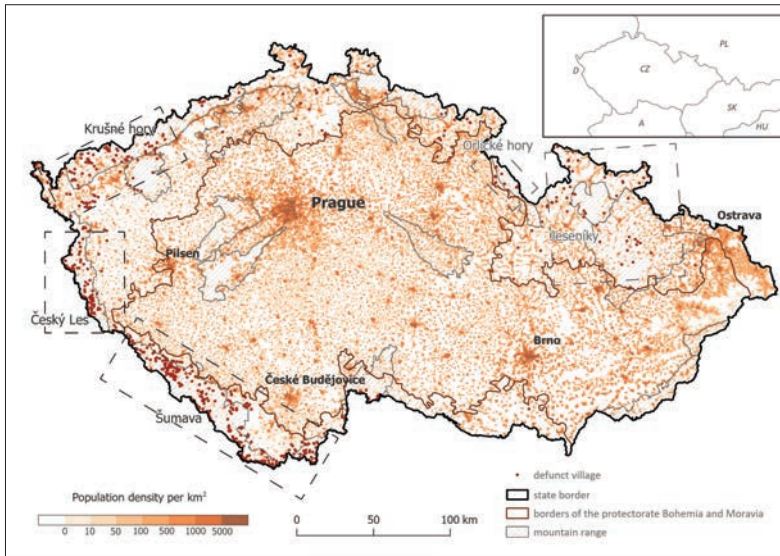 PL
D
CZ
SK
A
HU
Krušné hory
Orlické hory
Prague
Ostrava
Jeseníky
Pilsen
Český Les
Brno
České Budějovice
Šumava
defunct village
Population density per km²
state border
borders of the protectorate Bohemia and Moravia
0 10 50 100 500 1000 5000
0 50 100 km
mountain range